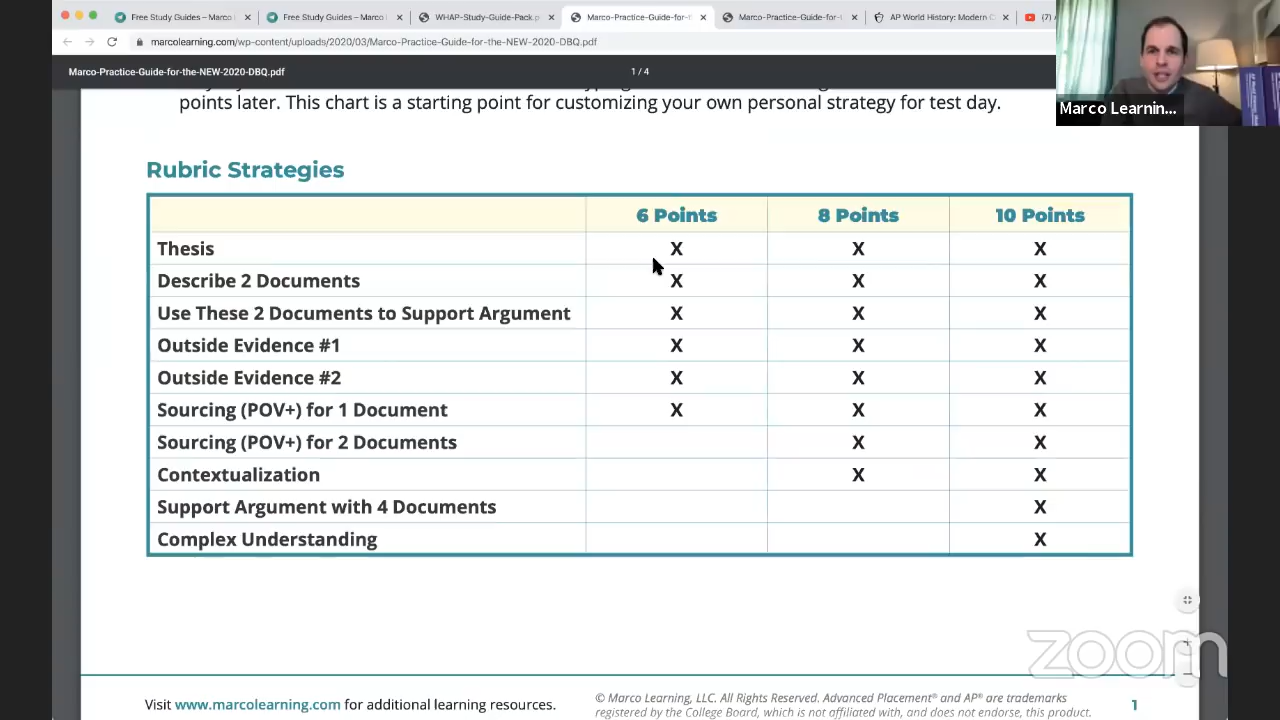 Free Study Guides – Marco
Free Study Guides – Marco
WHAP-Study-Guide-Pack.p
Marco-Practice-Guide-for-t
Marco-Practice-Guide-for-t
AP World History: Modern C
(7)
marcolearning.com/wp-content/uploads/2020/03/Marco-Practice-Guide-for-the-NEW-2020-DBQ.pdf
Marco-Practice-Guide-for-the-NEW-2020-DBQ.pdf
1 / 4
Marco Learnin...
points later. This chart is a starting point for customizing your own personal strategy for test day.
Rubric Strategies
6 Points 8 Points 10 Points
Thesis X X X
Describe 2 Documents X X X
Use These 2 Documents to Support Argument X X X
Outside Evidence #1 X X X
Outside Evidence #2 X X X
Sourcing (POV+) for 1 Document X X X
Sourcing (POV+) for 2 Documents X X
Contextualization X X
Support Argument with 4 Documents X
Complex Understanding X
zoom
Visit www.marcolearning.com for additional learning resources.
© Marco Learning, LLC. All Rights Reserved. Advanced Placement® and AP® are trademarks
registered by the College Board, which is not affiliated with, and does not endorse, this product.
1